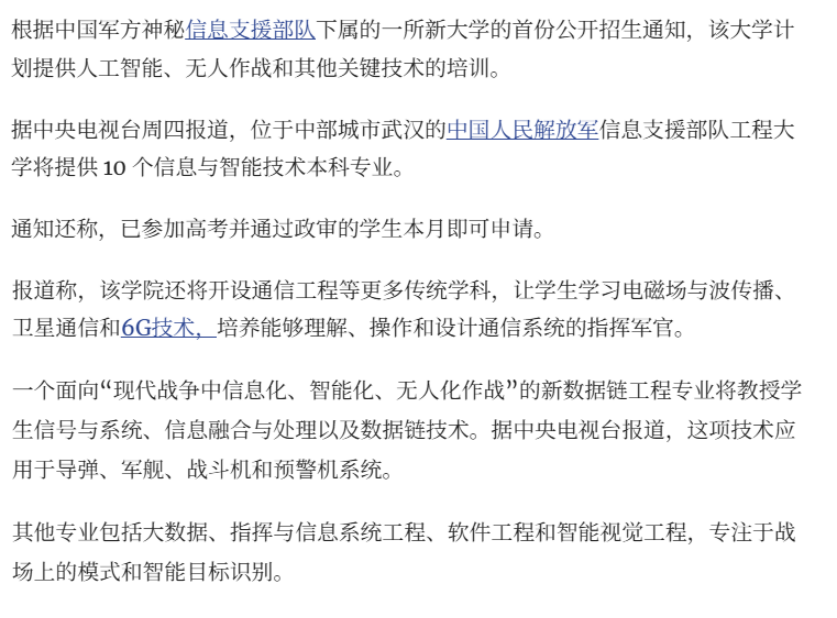 根据中国军方神秘信息支援部队下属的一所新大学的首份公开招生通知，该大学计
划提供人工智能、无人作战和其他关键技术的培训。
据中央电视台周四报道，位于中部城市武汉的中国人民解放军信息支援部队工程大
学将提供 10 个信息与智能技术本科专业。
通知还称，已参加高考并通过政审的学生本月即可申请。
报道称，该学院还将开设通信工程等更多传统学科，让学生学习电磁场与波传播、
卫星通信和6G技术，培养能够理解、操作和设计通信系统的指挥军官。
一个面向“现代战争中信息化、智能化、无人化作战”的新数据链工程专业将教授学
生信号与系统、信息融合与处理以及数据链技术。据中央电视台报道，这项技术应
用于导弹、军舰、战斗机和预警机系统。
其他专业包括大数据、指挥与信息系统工程、软件工程和智能视觉工程，专注于战
场上的模式和智能目标识别。